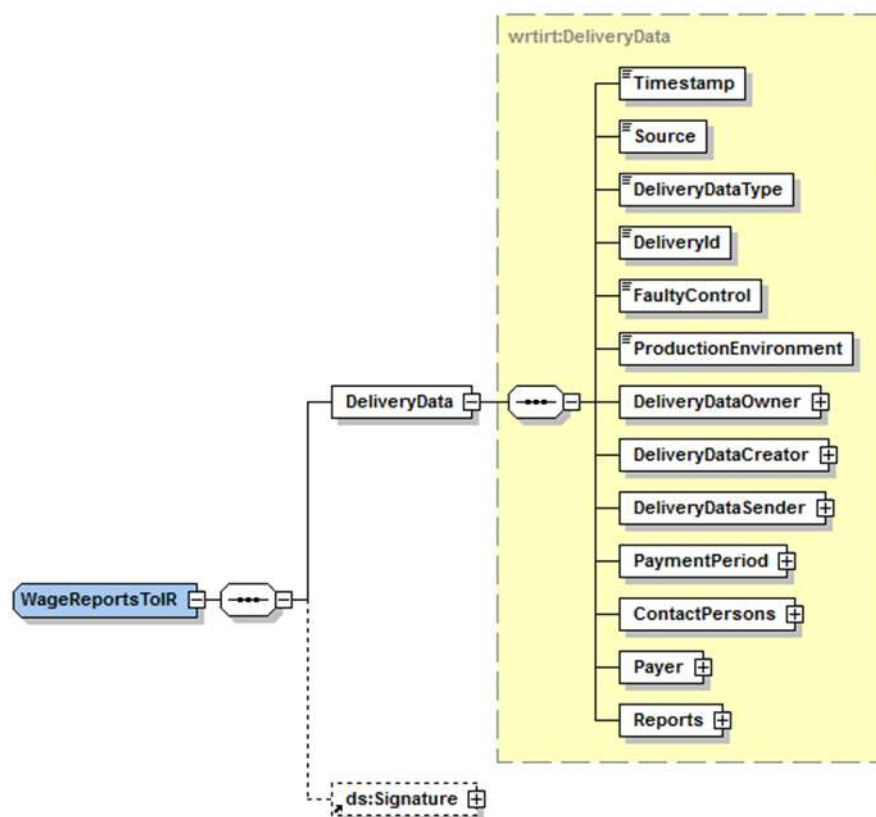 wrtirt:DeliveryData
Timestamp
Source
DeliveryDataType
DeliveryId
FaultyControl
ProductionEnvironment
DeliveryData
DeliveryDataOwner
DeliveryDataCreator
DeliveryDataSender
PaymentPeriod
WageReportsToIR
ContactPersons
Payer
Reports
ds:Signature